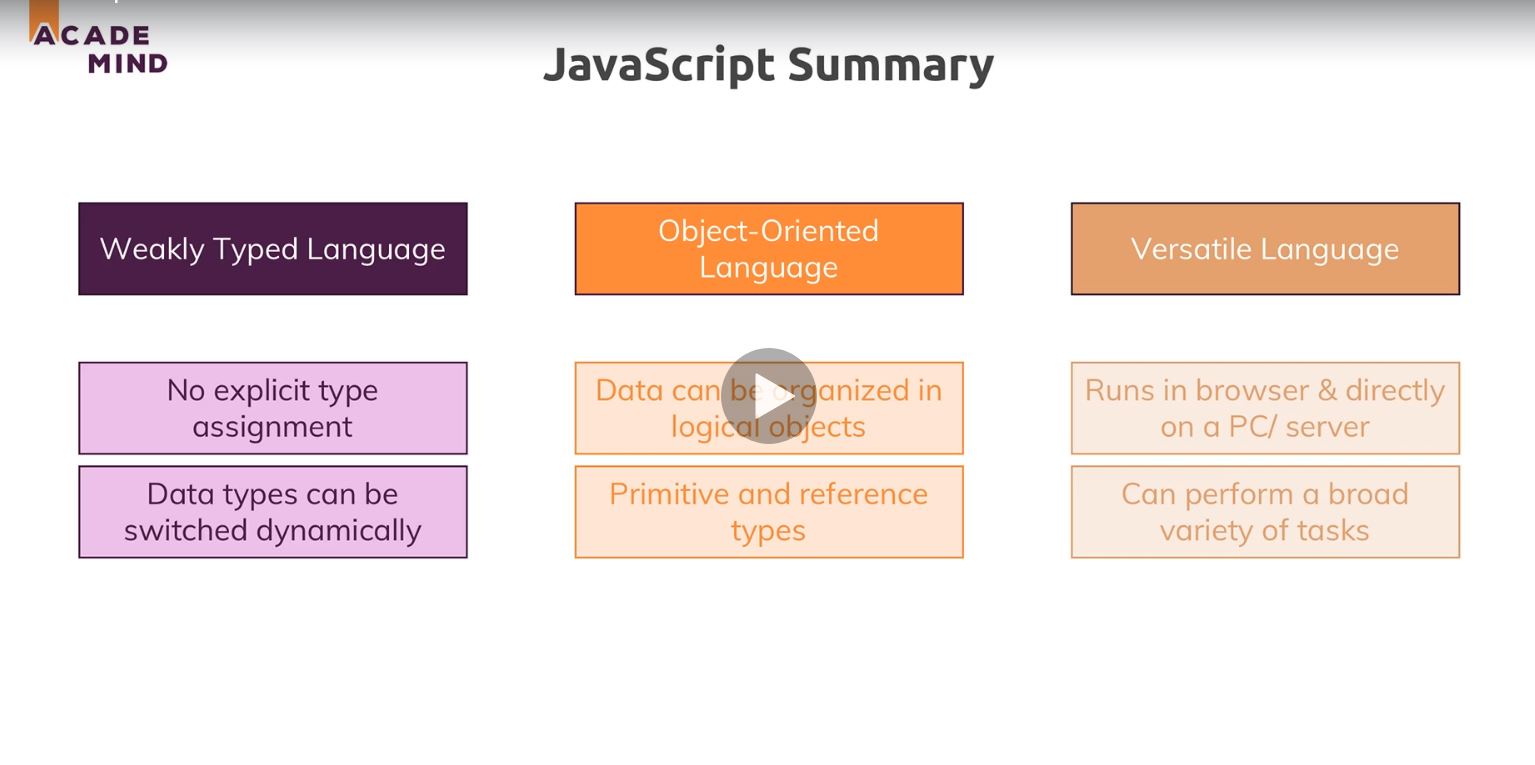 ACADE
MIND
JavaScript Summary
Weakly Typed Language
Object-Oriented
Language
Versatile Language
No explicit type
assignment
Data can be organized in
logical objects
Runs in browser & directly
on a PC/ server
Data types can be
switched dynamically
Primitive and reference
types
Can perform a broad
variety of tasks